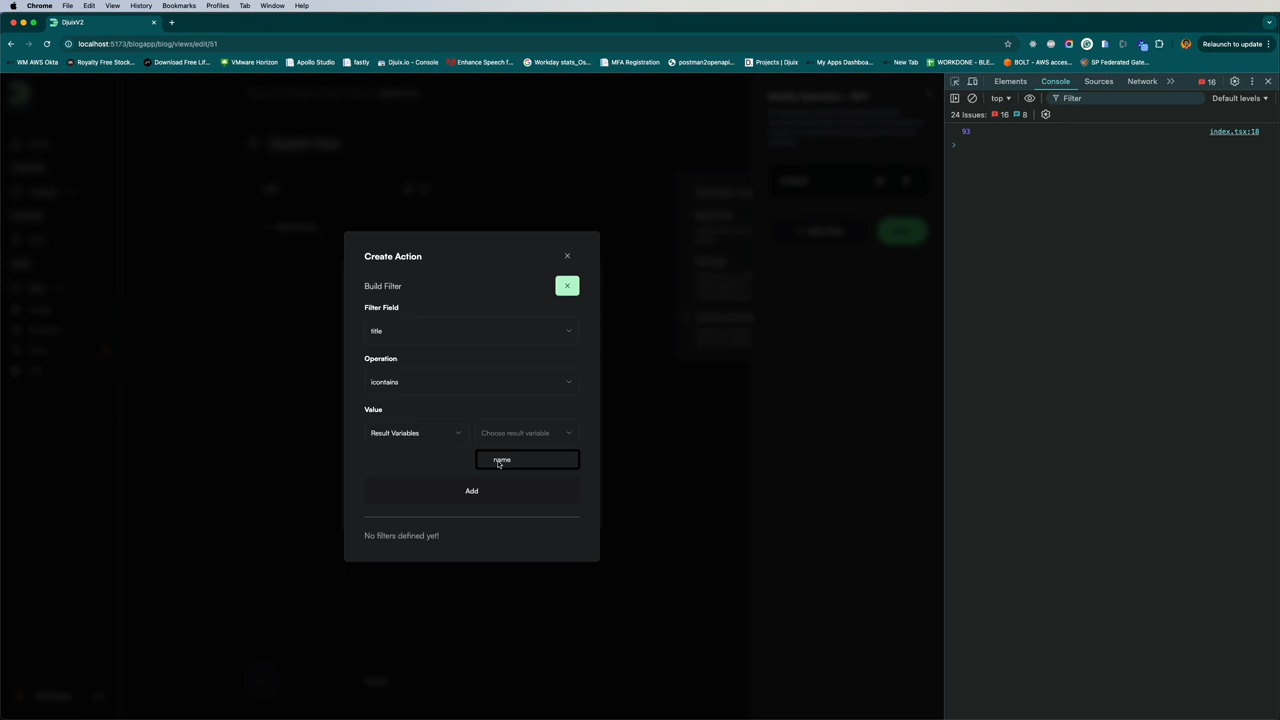 Chrome File Edit View History Bookmarks Profiles Tab Window Help
DjuixV2
localhost:5173/blogapp/blog/views/edit/51
Relaunch to update
WM AWS Okta Royalty Free Stock... Download Free Lif... VMware Horizon Apollo Studio fastly Djuix.io - Console Enhance Speech f... Workday stats_Os... MFA Registration postman2openapi... Projects | Djuix My Apps Dashboa... New Tab WORKDONE - BLE... BOLT - AWS acces... SP Federated Gate...
Elements Console Sources Network
16
top Filter Default levels
24 Issues: 16 8
93 index.tsx:18
Create Action
Build Filter
Filter Field
title
Operation
icontains
Value
Result Variables Choose result variable
name
Add
No filters defined yet!